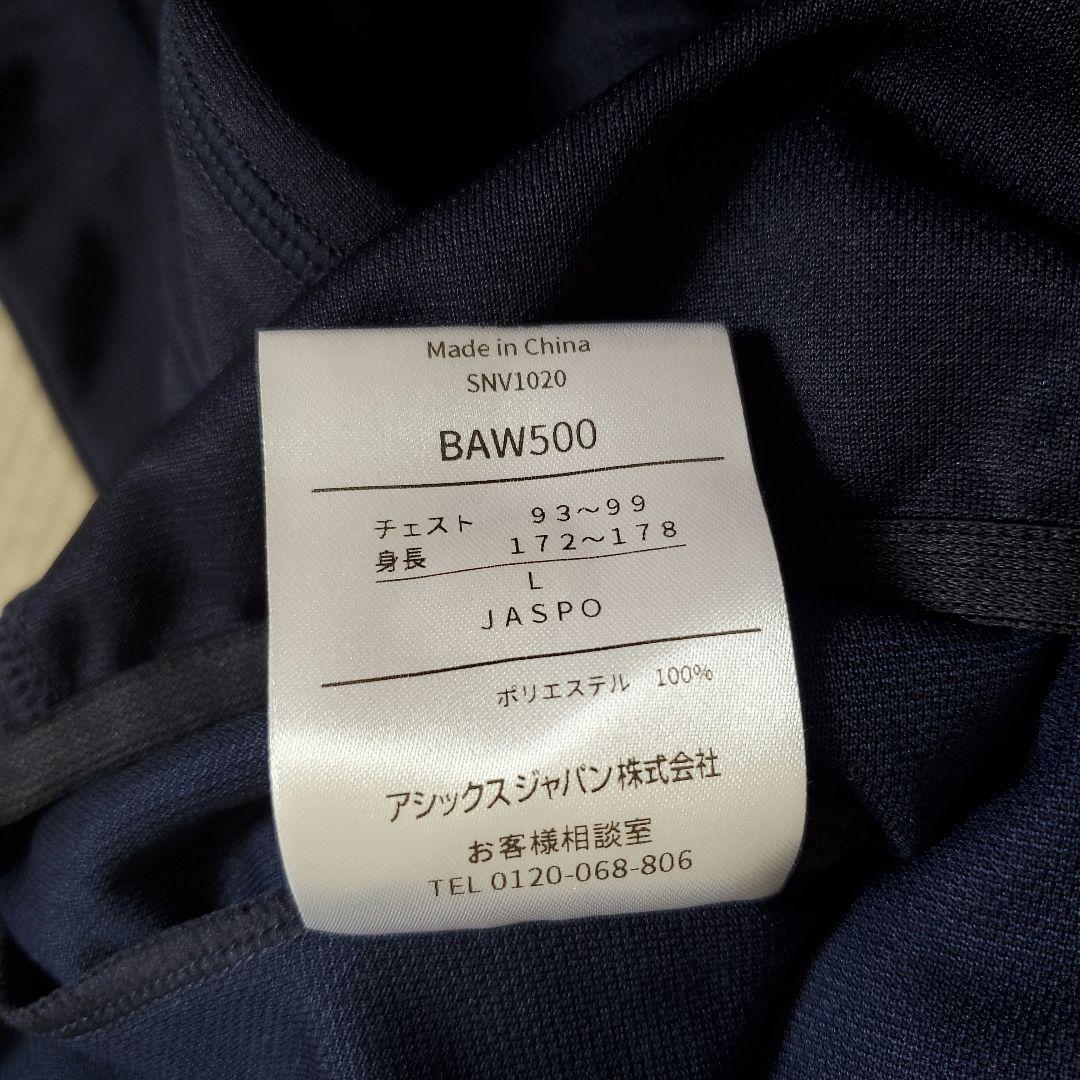 Made in China
SNV1020
BAW500
チェスト 93～99
身長 172～178
L
JASPO
ポリエステル 100%
アシックスジャパン株式会社
お客様相談室
TEL 0120-068-806